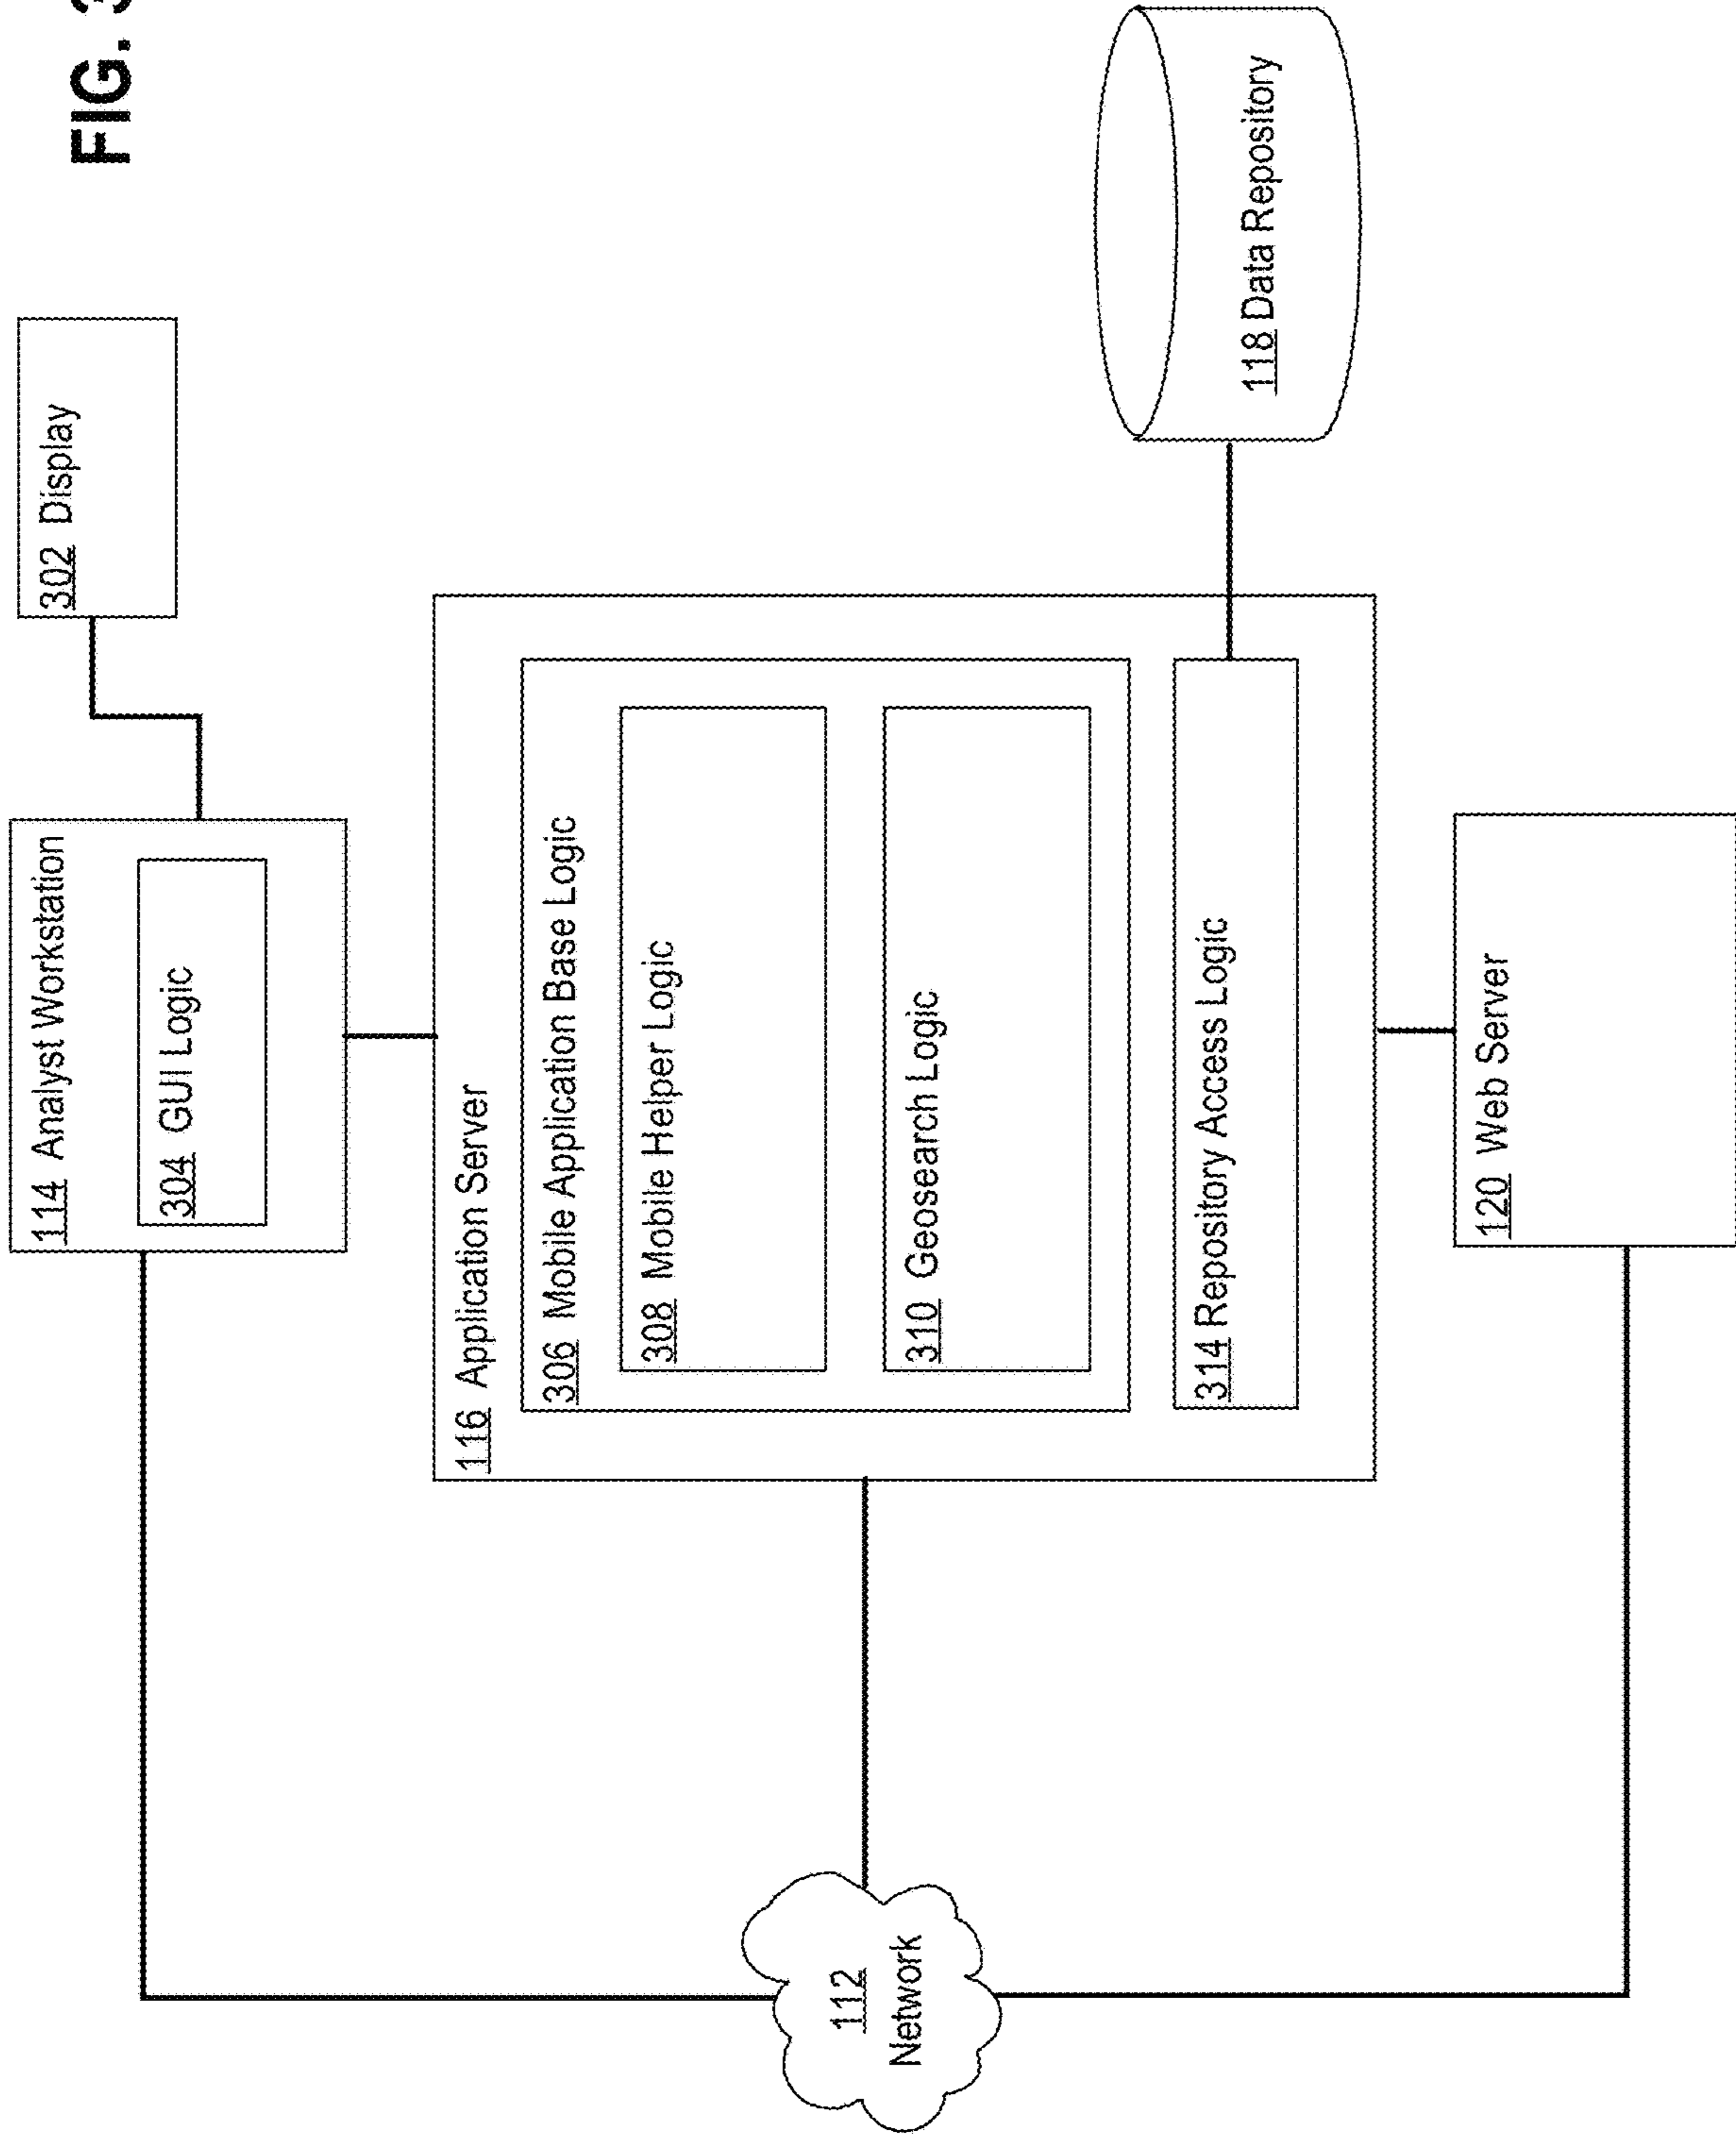 FIG. 3
302 Display
114 Analyst Workstation
304 GUI Logic
116 Application Server
306 Mobile Application Base Logic
308 Mobile Helper Logic
310 Geosearch Logic
314 Repository Access Logic
118 Data Repository
112
Network
120 Web Server